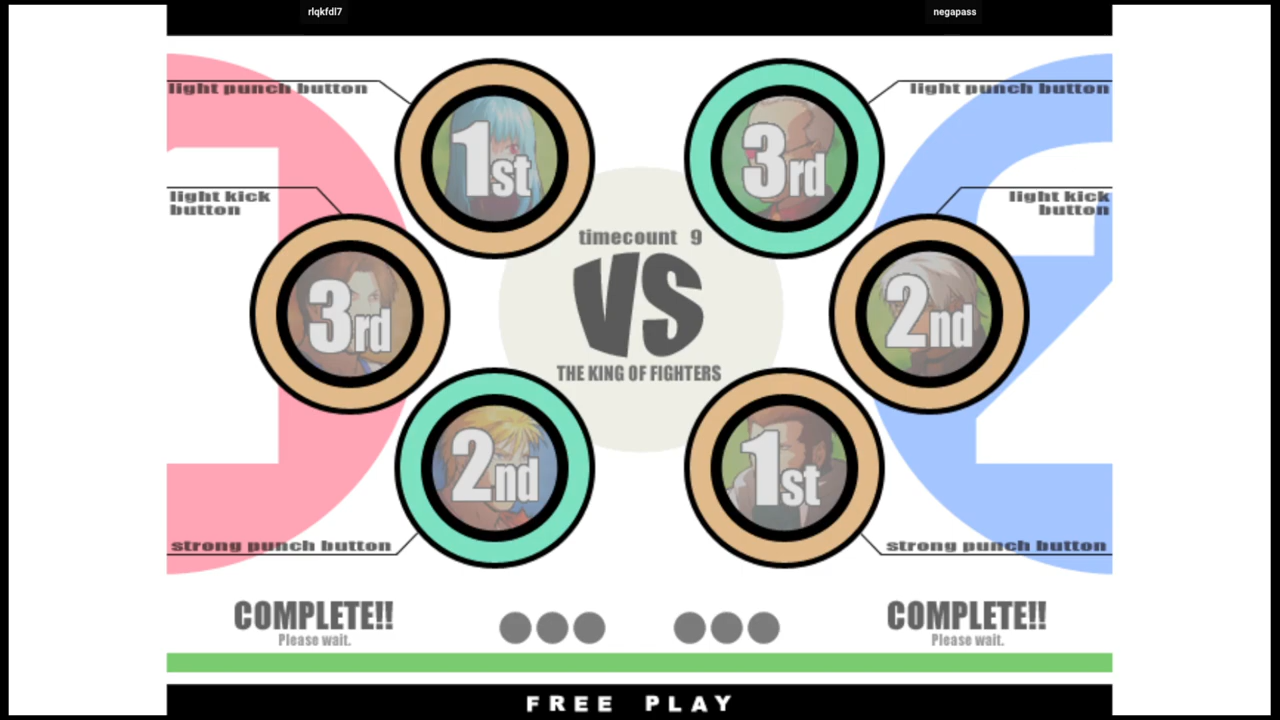 rlqkfdl7
negapass
light punch button
light punch button
1st
3rd
light kick
button
light kick
button
timecount 9
VS
THE KING OF FIGHTERS
3rd
2nd
2nd
1st
strong punch button
strong punch button
COMPLETE!!
Please wait.
COMPLETE!!
Please wait.
FREE PLAY